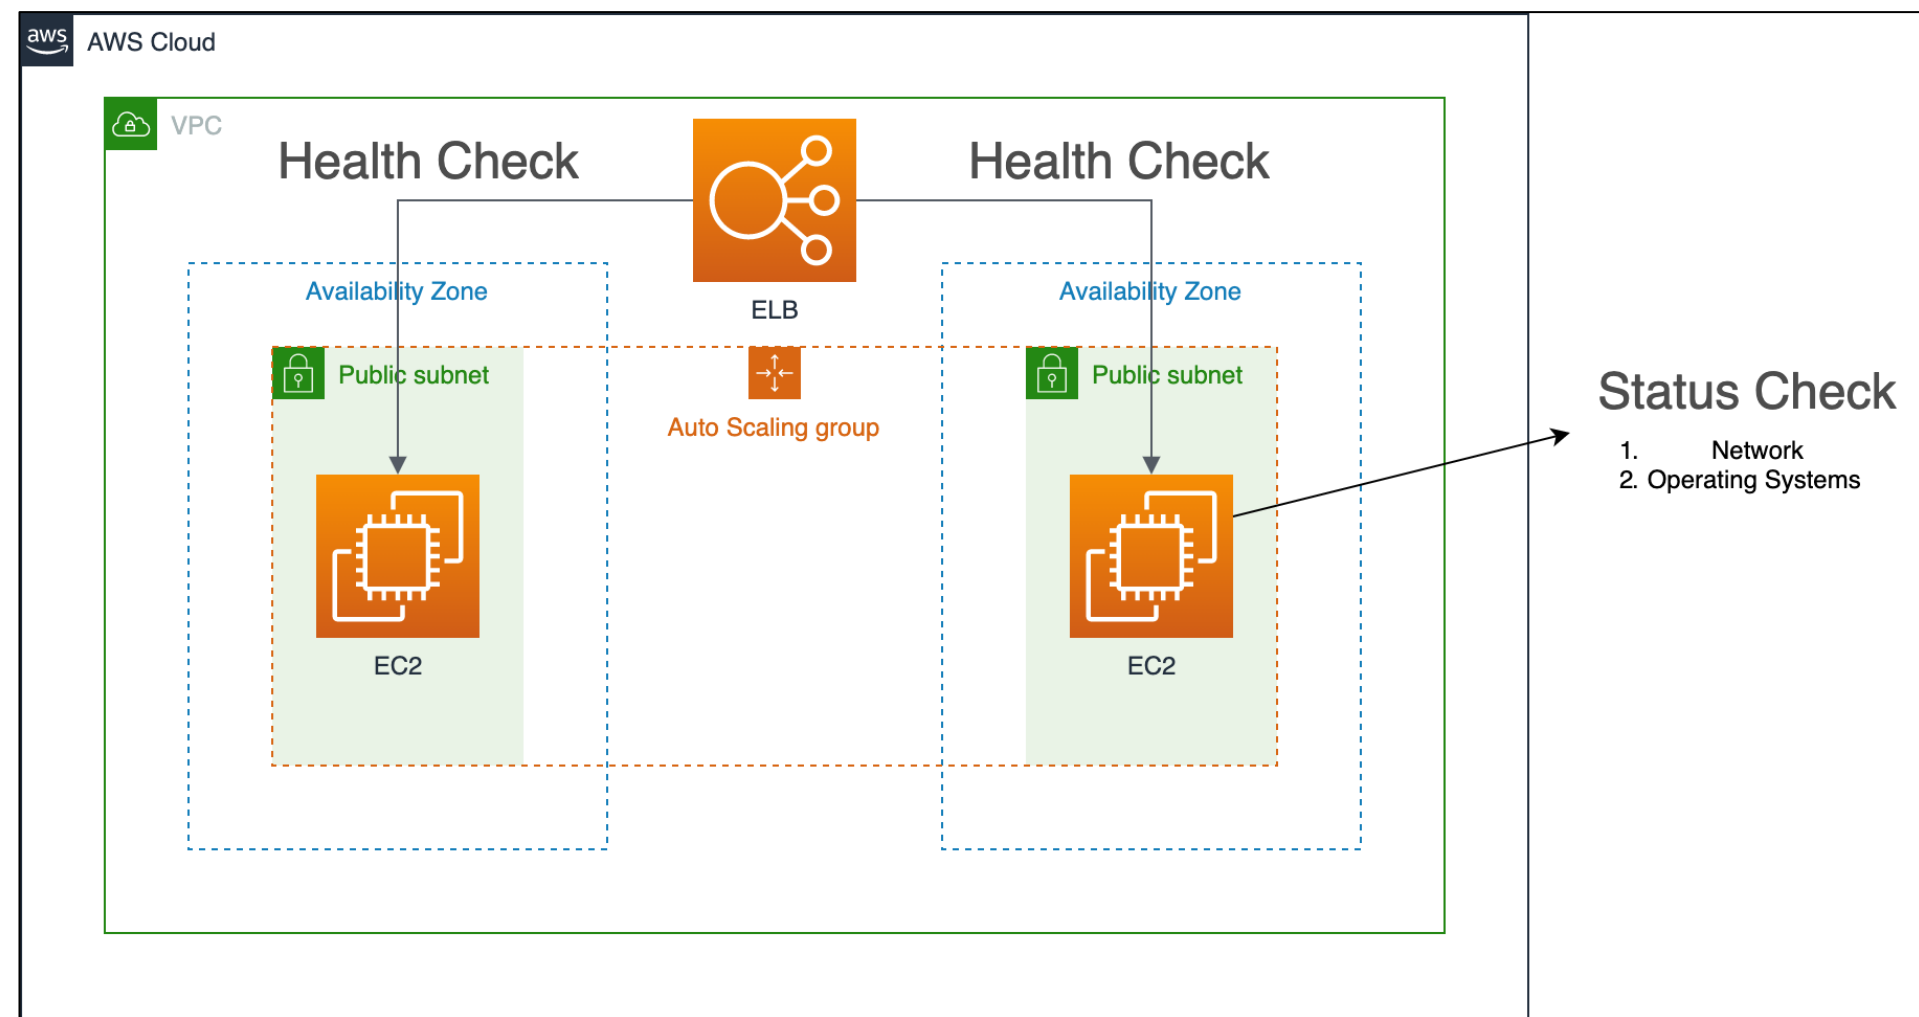 aws
AWS Cloud
VPC
Health Check
Health Check
ELB
Availability Zone
Availability Zone
Public subnet
Public subnet
Auto Scaling group
EC2
EC2
Status Check
1. Network
2. Operating Systems